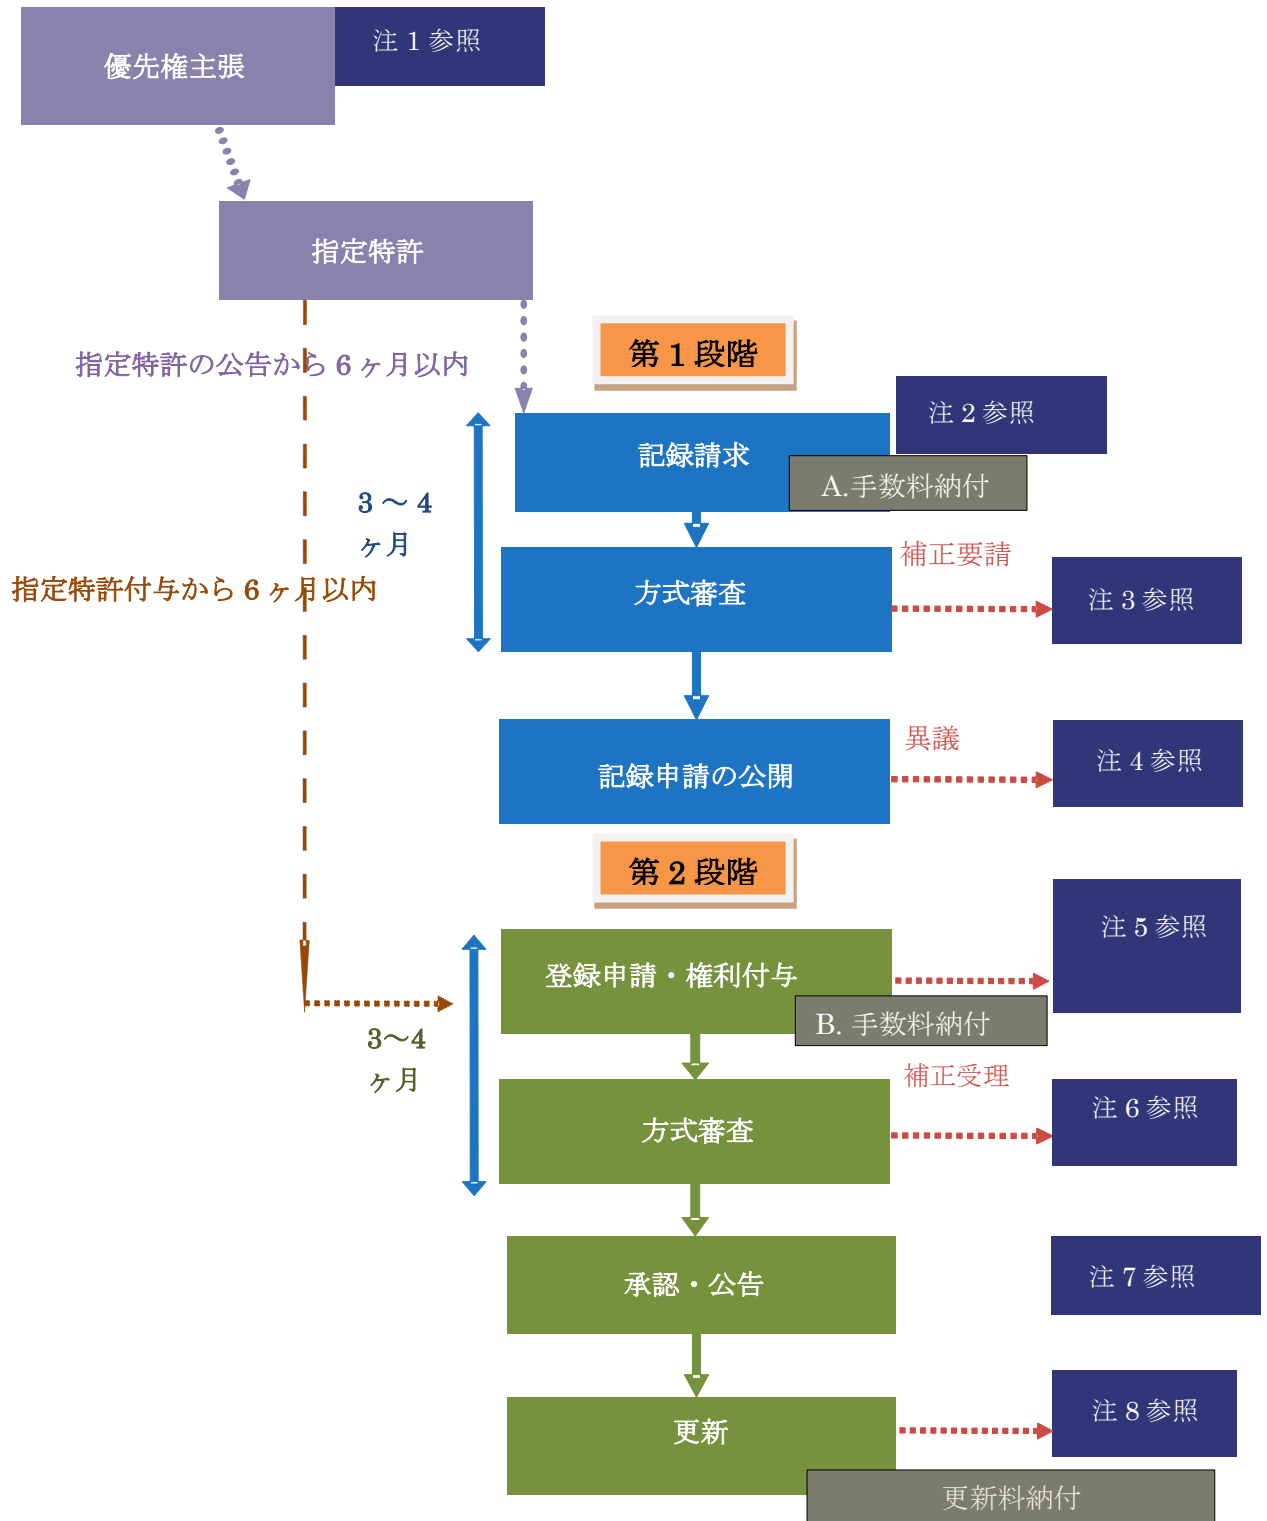 優先権主張
注 1 参照
指定特許
第 1 段階
指定特許の公告から 6 ヶ月以内
注 2 参照
記録請求
A.手数料納付
3 ～ 4
ヶ月
補正要請
方式審査
指定特許付与から 6 ヶ月以内
注 3 参照
異議
記録申請の公開
注 4 参照
第 2 段階
注 5 参照
登録申請・権利付与
B. 手数料納付
3～4
ヶ月
補正受理
方式審査
注 6 参照
承認・公告
注 7 参照
更新
注 8 参照
更新料納付